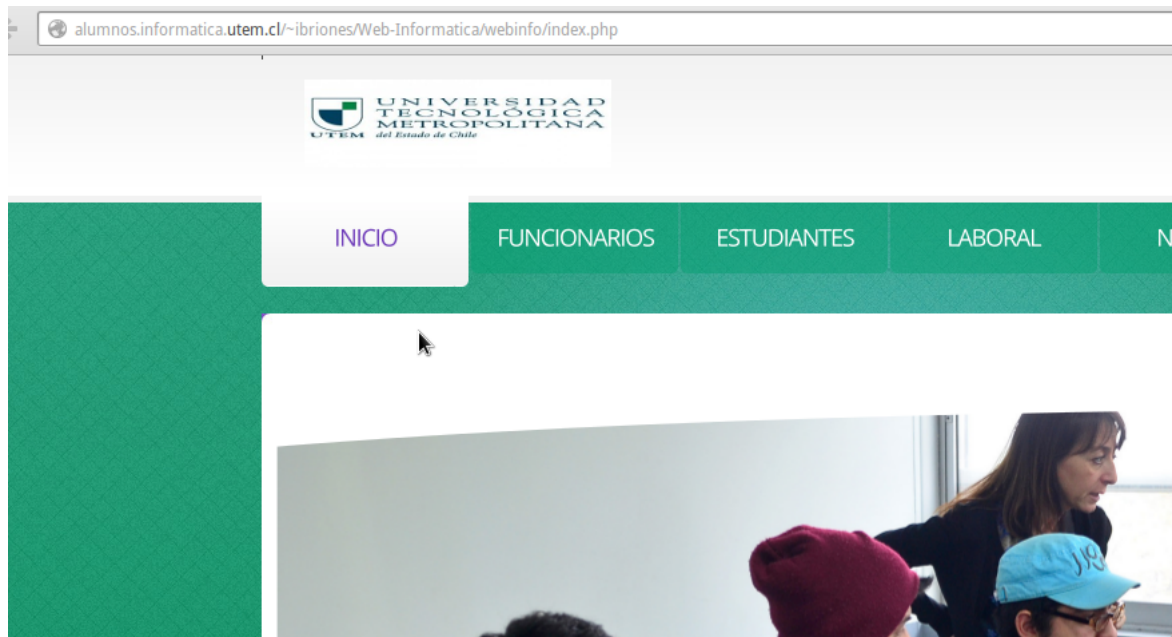 alumnos.informatica.utem.cl/~ibriones/Web-Informatica/webinfo/index.php
UNIVERSIDAD
TECNOLÓGICA
METROPOLITANA
UTEM del Estado de Chile
INICIO FUNCIONARIOS ESTUDIANTES LABORAL N